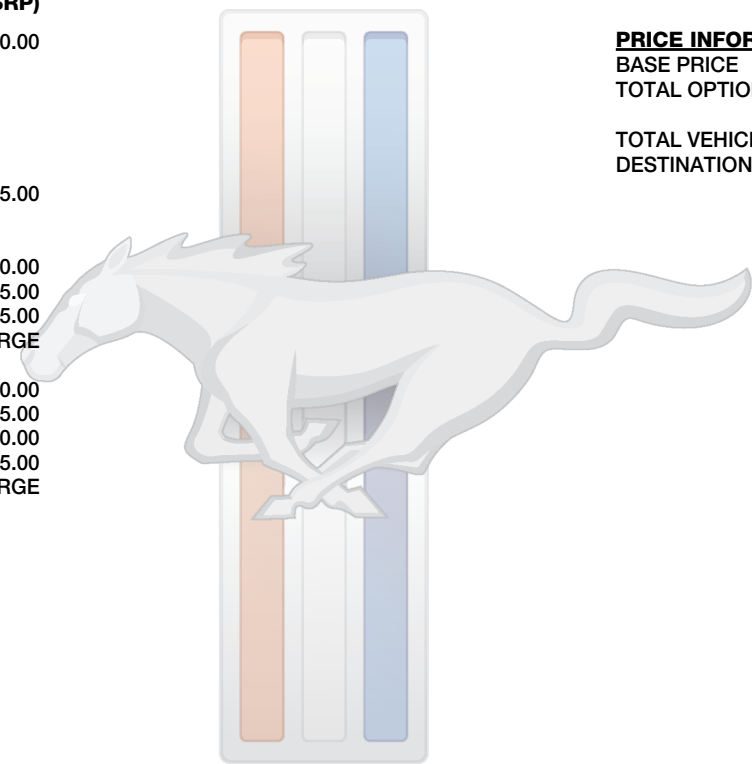 SRP)
0.00
5.00
0.00
5.00
5.00
RGE
0.00
5.00
0.00
5.00
RGE
PRICE INFOR
BASE PRICE
TOTAL OPTIO
TOTAL VEHICL
DESTINATION